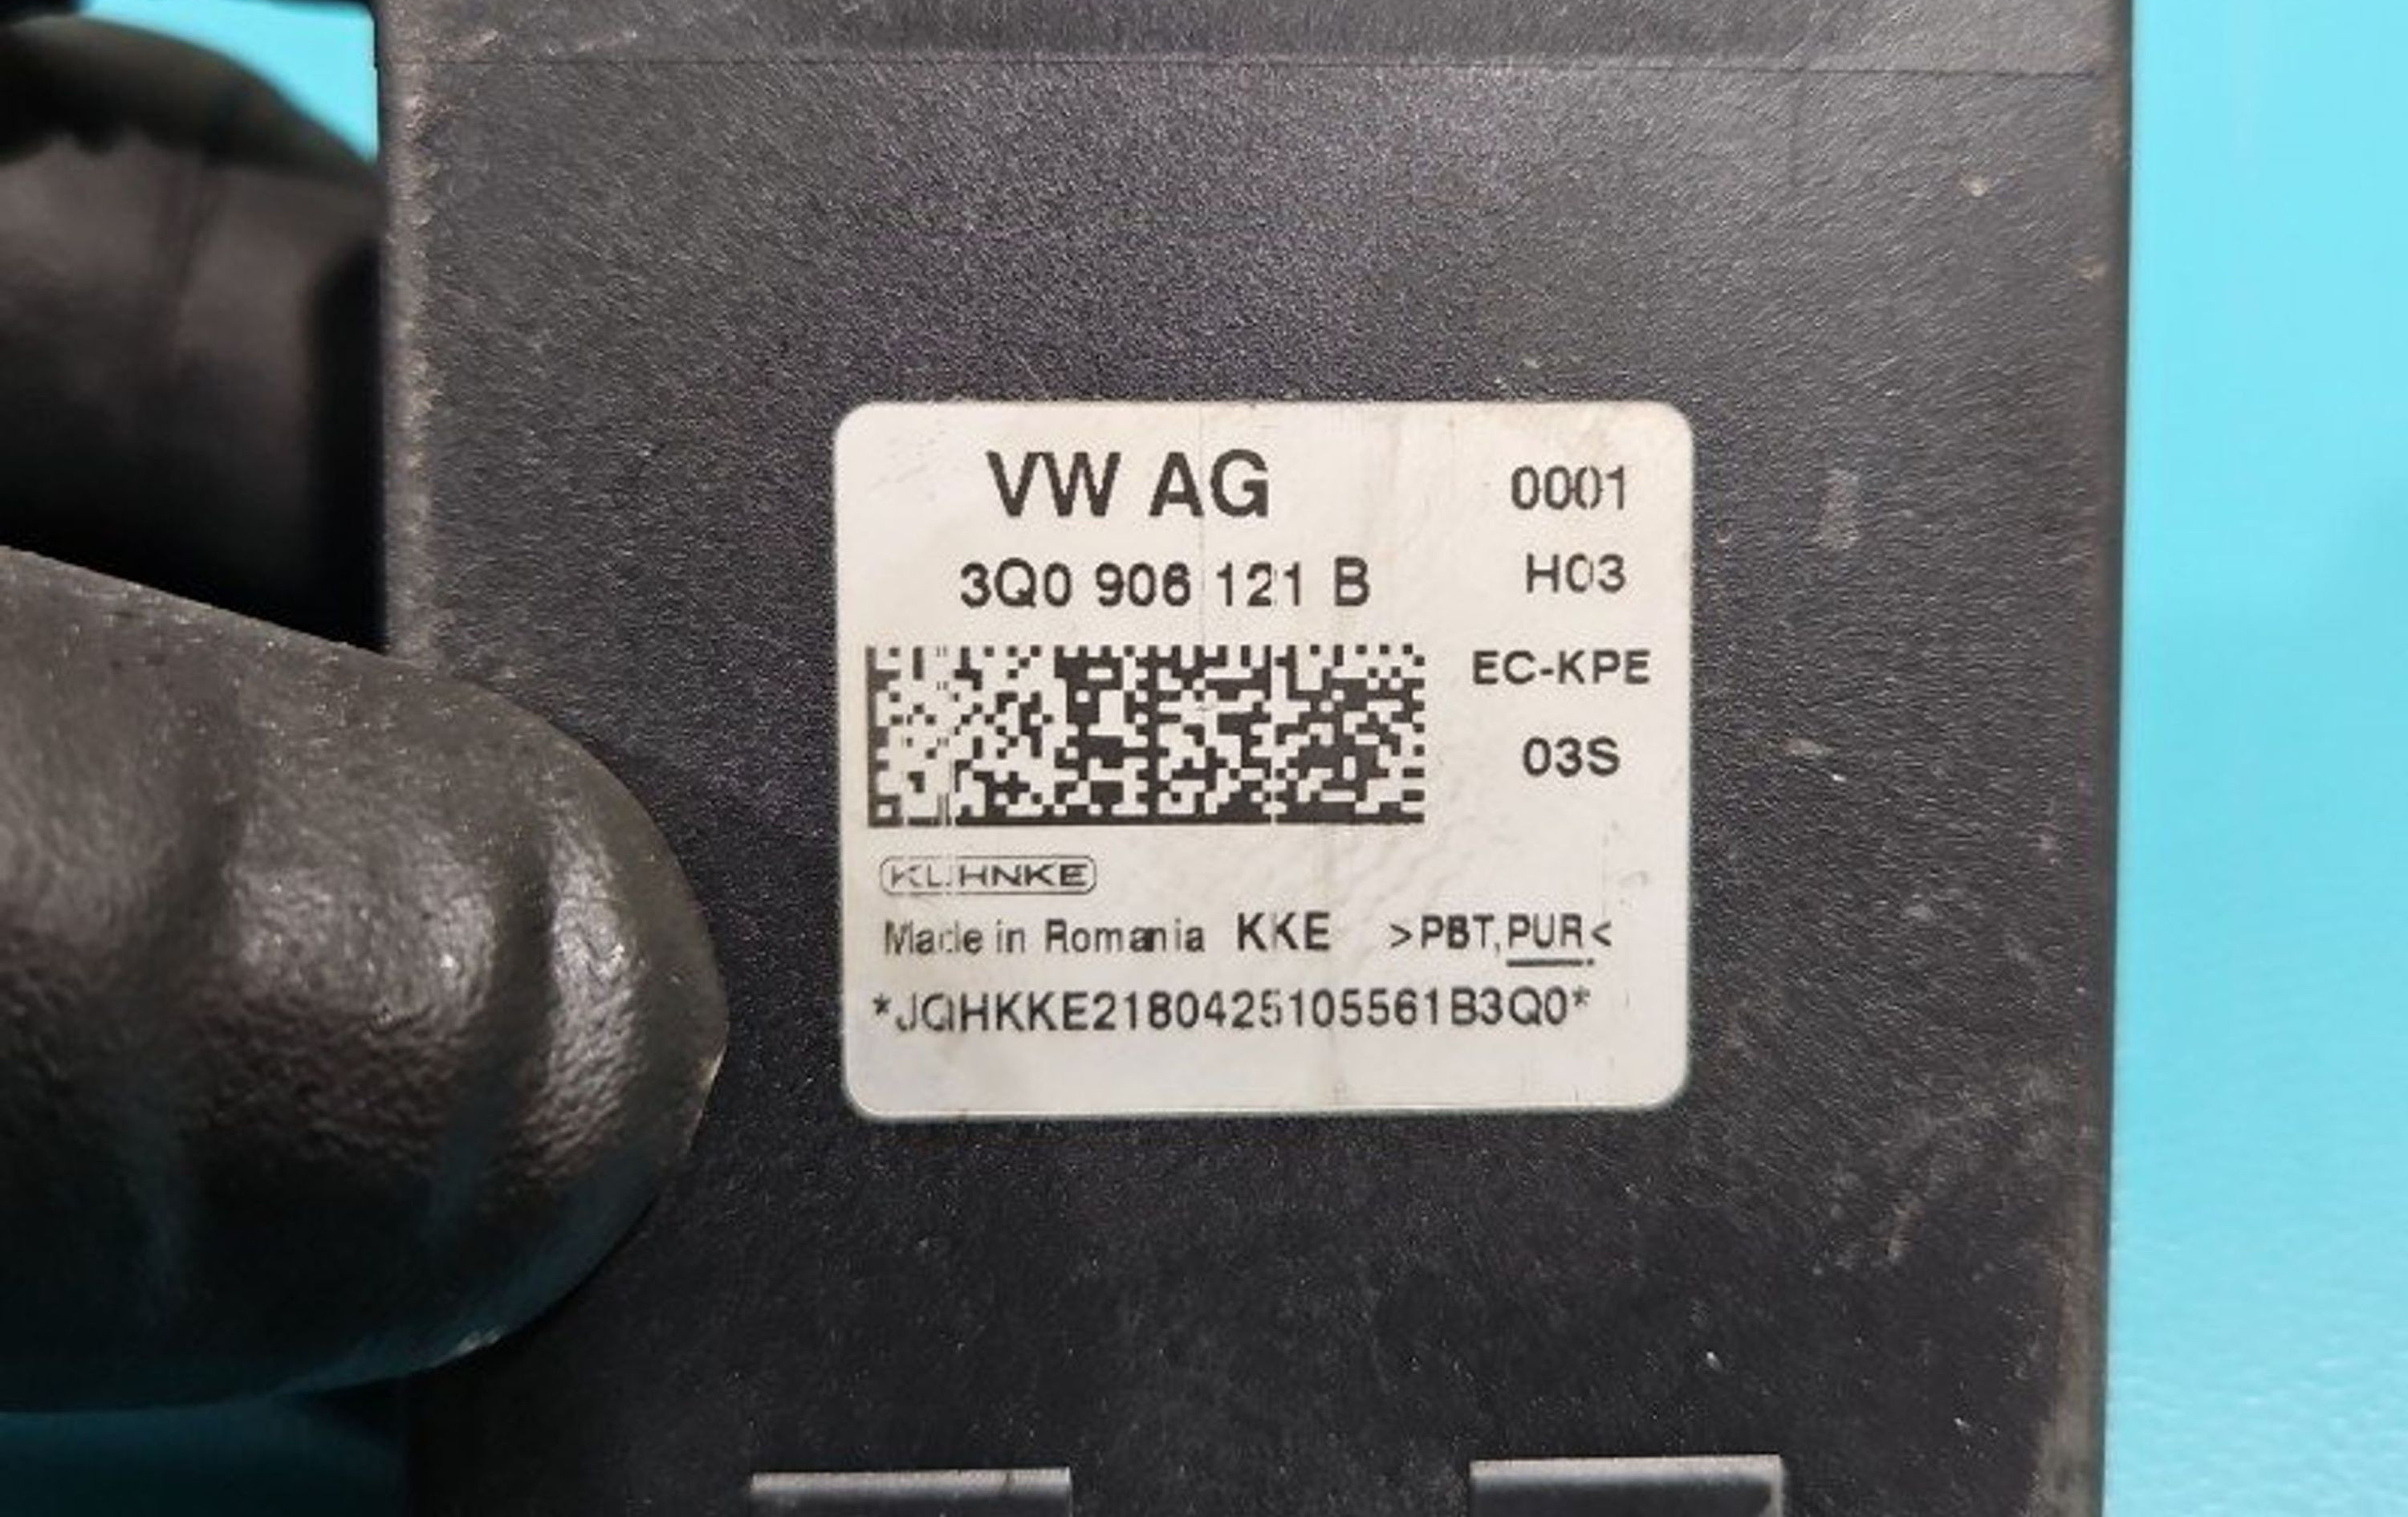 VW AG
0001
3Q0 906 121 B
H03
EC-KPE
03S
KUHNKE
Made in Romania KKE >PBT,PUR<
*JQHKKE2180425105561B3Q0*